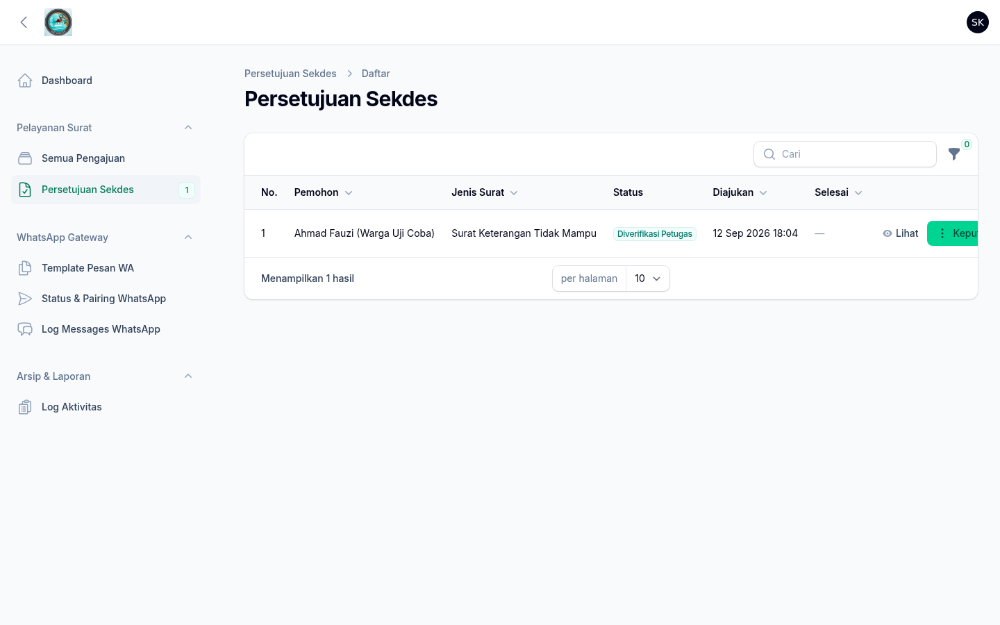 SK
Dashboard
Pelayanan Surat
Semua Pengajuan
Persetujuan Sekdes 1
WhatsApp Gateway
Template Pesan WA
Status & Pairing WhatsApp
Log Messages WhatsApp
Arsip & Laporan
Log Aktivitas
Persetujuan Sekdes > Daftar
Persetujuan Sekdes
Cari
0
No. Pemohon Jenis Surat Status Diajukan Selesai
1 Ahmad Fauzi (Warga Uji Coba) Surat Keterangan Tidak Mampu Diverifikasi Petugas 12 Sep 2026 18:04 — Lihat
Menampilkan 1 hasil
per halaman 10